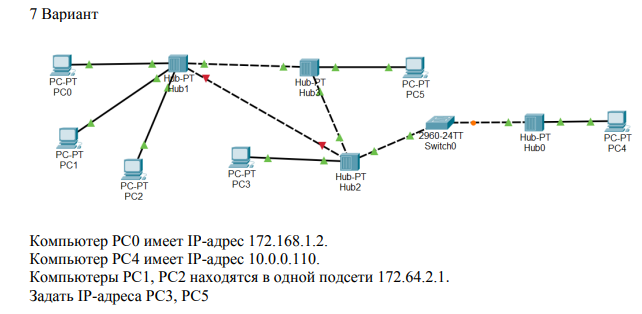 7 Вариант
PC-PT
PC0
Hub-PT
Hub1
Hub-PT
Hub3
PC-PT
PC5
2960-24TT
Switch0
Hub-PT
Hub0
PC-PT
PC4
PC-PT
PC1
PC-PT
PC2
PC-PT
PC3
Hub-PT
Hub2
Компьютер PC0 имеет IP-адрес 172.168.1.2.
Компьютер PC4 имеет IP-адрес 10.0.0.110.
Компьютеры PC1, PC2 находятся в одной подсети 172.64.2.1.
Задать IP-адреса PC3, PC5